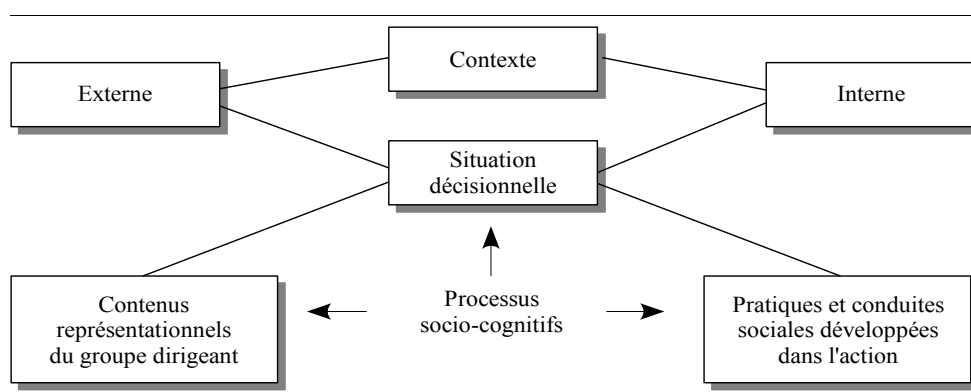 Contexte
Externe
Interne
Situation
décisionnelle
Contenus
représentationnels
du groupe dirigeant
Processus
socio-cognitifs
Pratiques et conduites
sociales développées
dans l'action